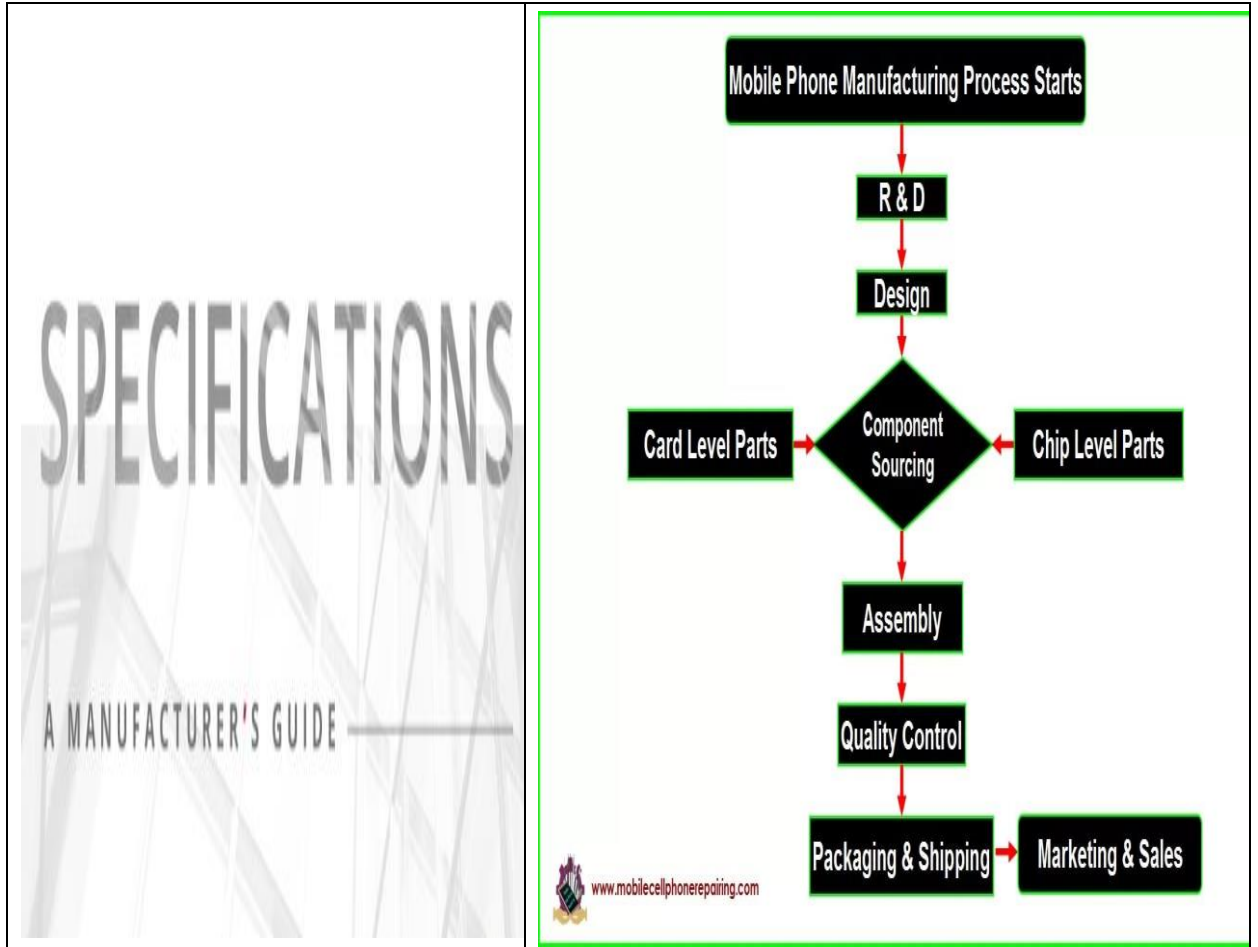 SPECIFICATIONS
A MANUFACTURER'S GUIDE
Mobile Phone Manufacturing Process Starts
R & D
Design
Card Level Parts
Component
Sourcing
Chip Level Parts
Assembly
Quality Control
Packaging & Shipping
Marketing & Sales
www.mobilecellphonerepairing.com